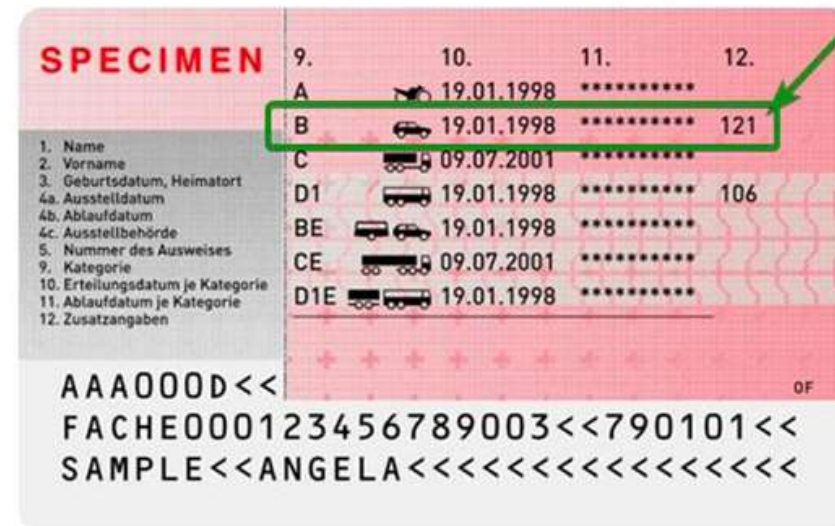 SPECIMEN
1. Name
2. Vorname
3. Geburtsdatum, Heimatort
4a. Ausstelldatum
4b. Ablaufdatum
4c. Ausstellbehörde
5. Nummer des Ausweises
9. Kategorie
10. Erteilungsdatum je Kategorie
11. Ablaufdatum je Kategorie
12. Zusatzangaben
9. 10. 11. 12.
A 19.01.1998 **********
B 19.01.1998 ********** 121
C 09.07.2001 **********
D1 19.01.1998 ********** 106
BE 19.01.1998 **********
CE 09.07.2001 **********
D1E 19.01.1998 **********
OF
AAA000D<<
FACHE000123456789003<<790101<<
SAMPLE<<ANGELA<<<<<<<<<<<<<<<<